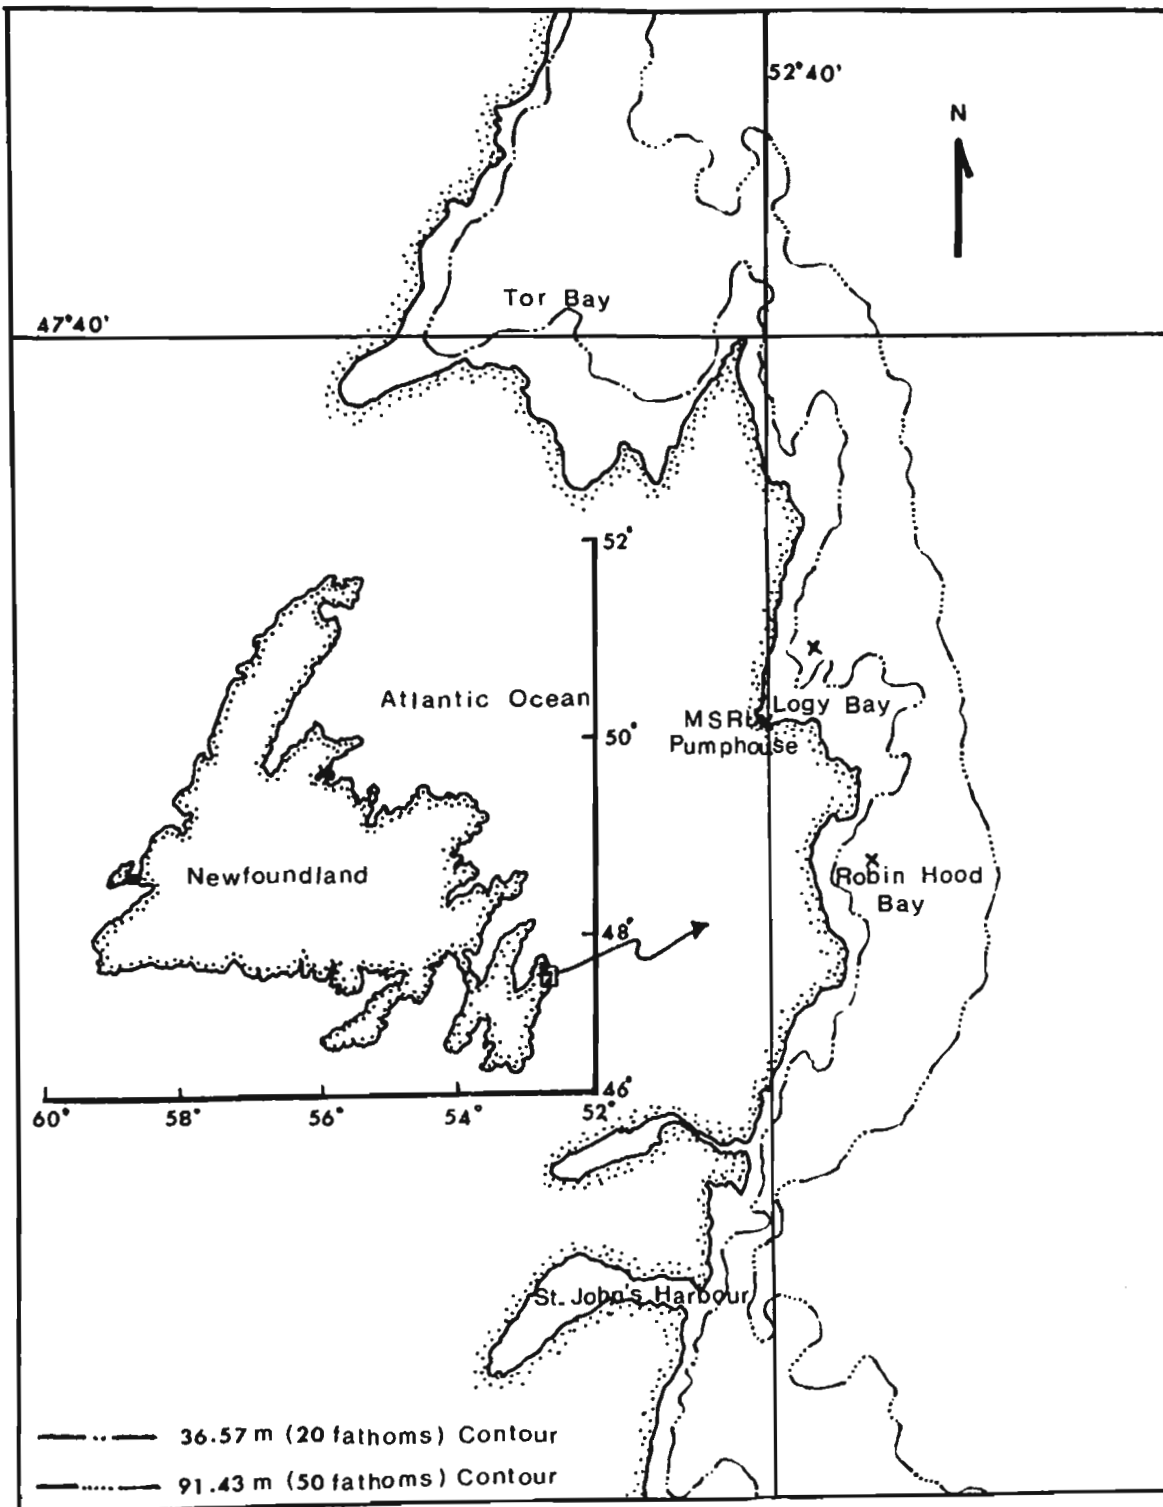 52°40'
N
Tor Bay
47°40'
52°
Atlantic Ocean
Logy Bay
MSRL
50°
Pumphouse
Newfoundland
Robin Hood
Bay
48°
46°
60° 58° 56° 54° 52°
St. John's Harbour
36.57 m (20 fathoms) Contour
91.43 m (50 fathoms) Contour